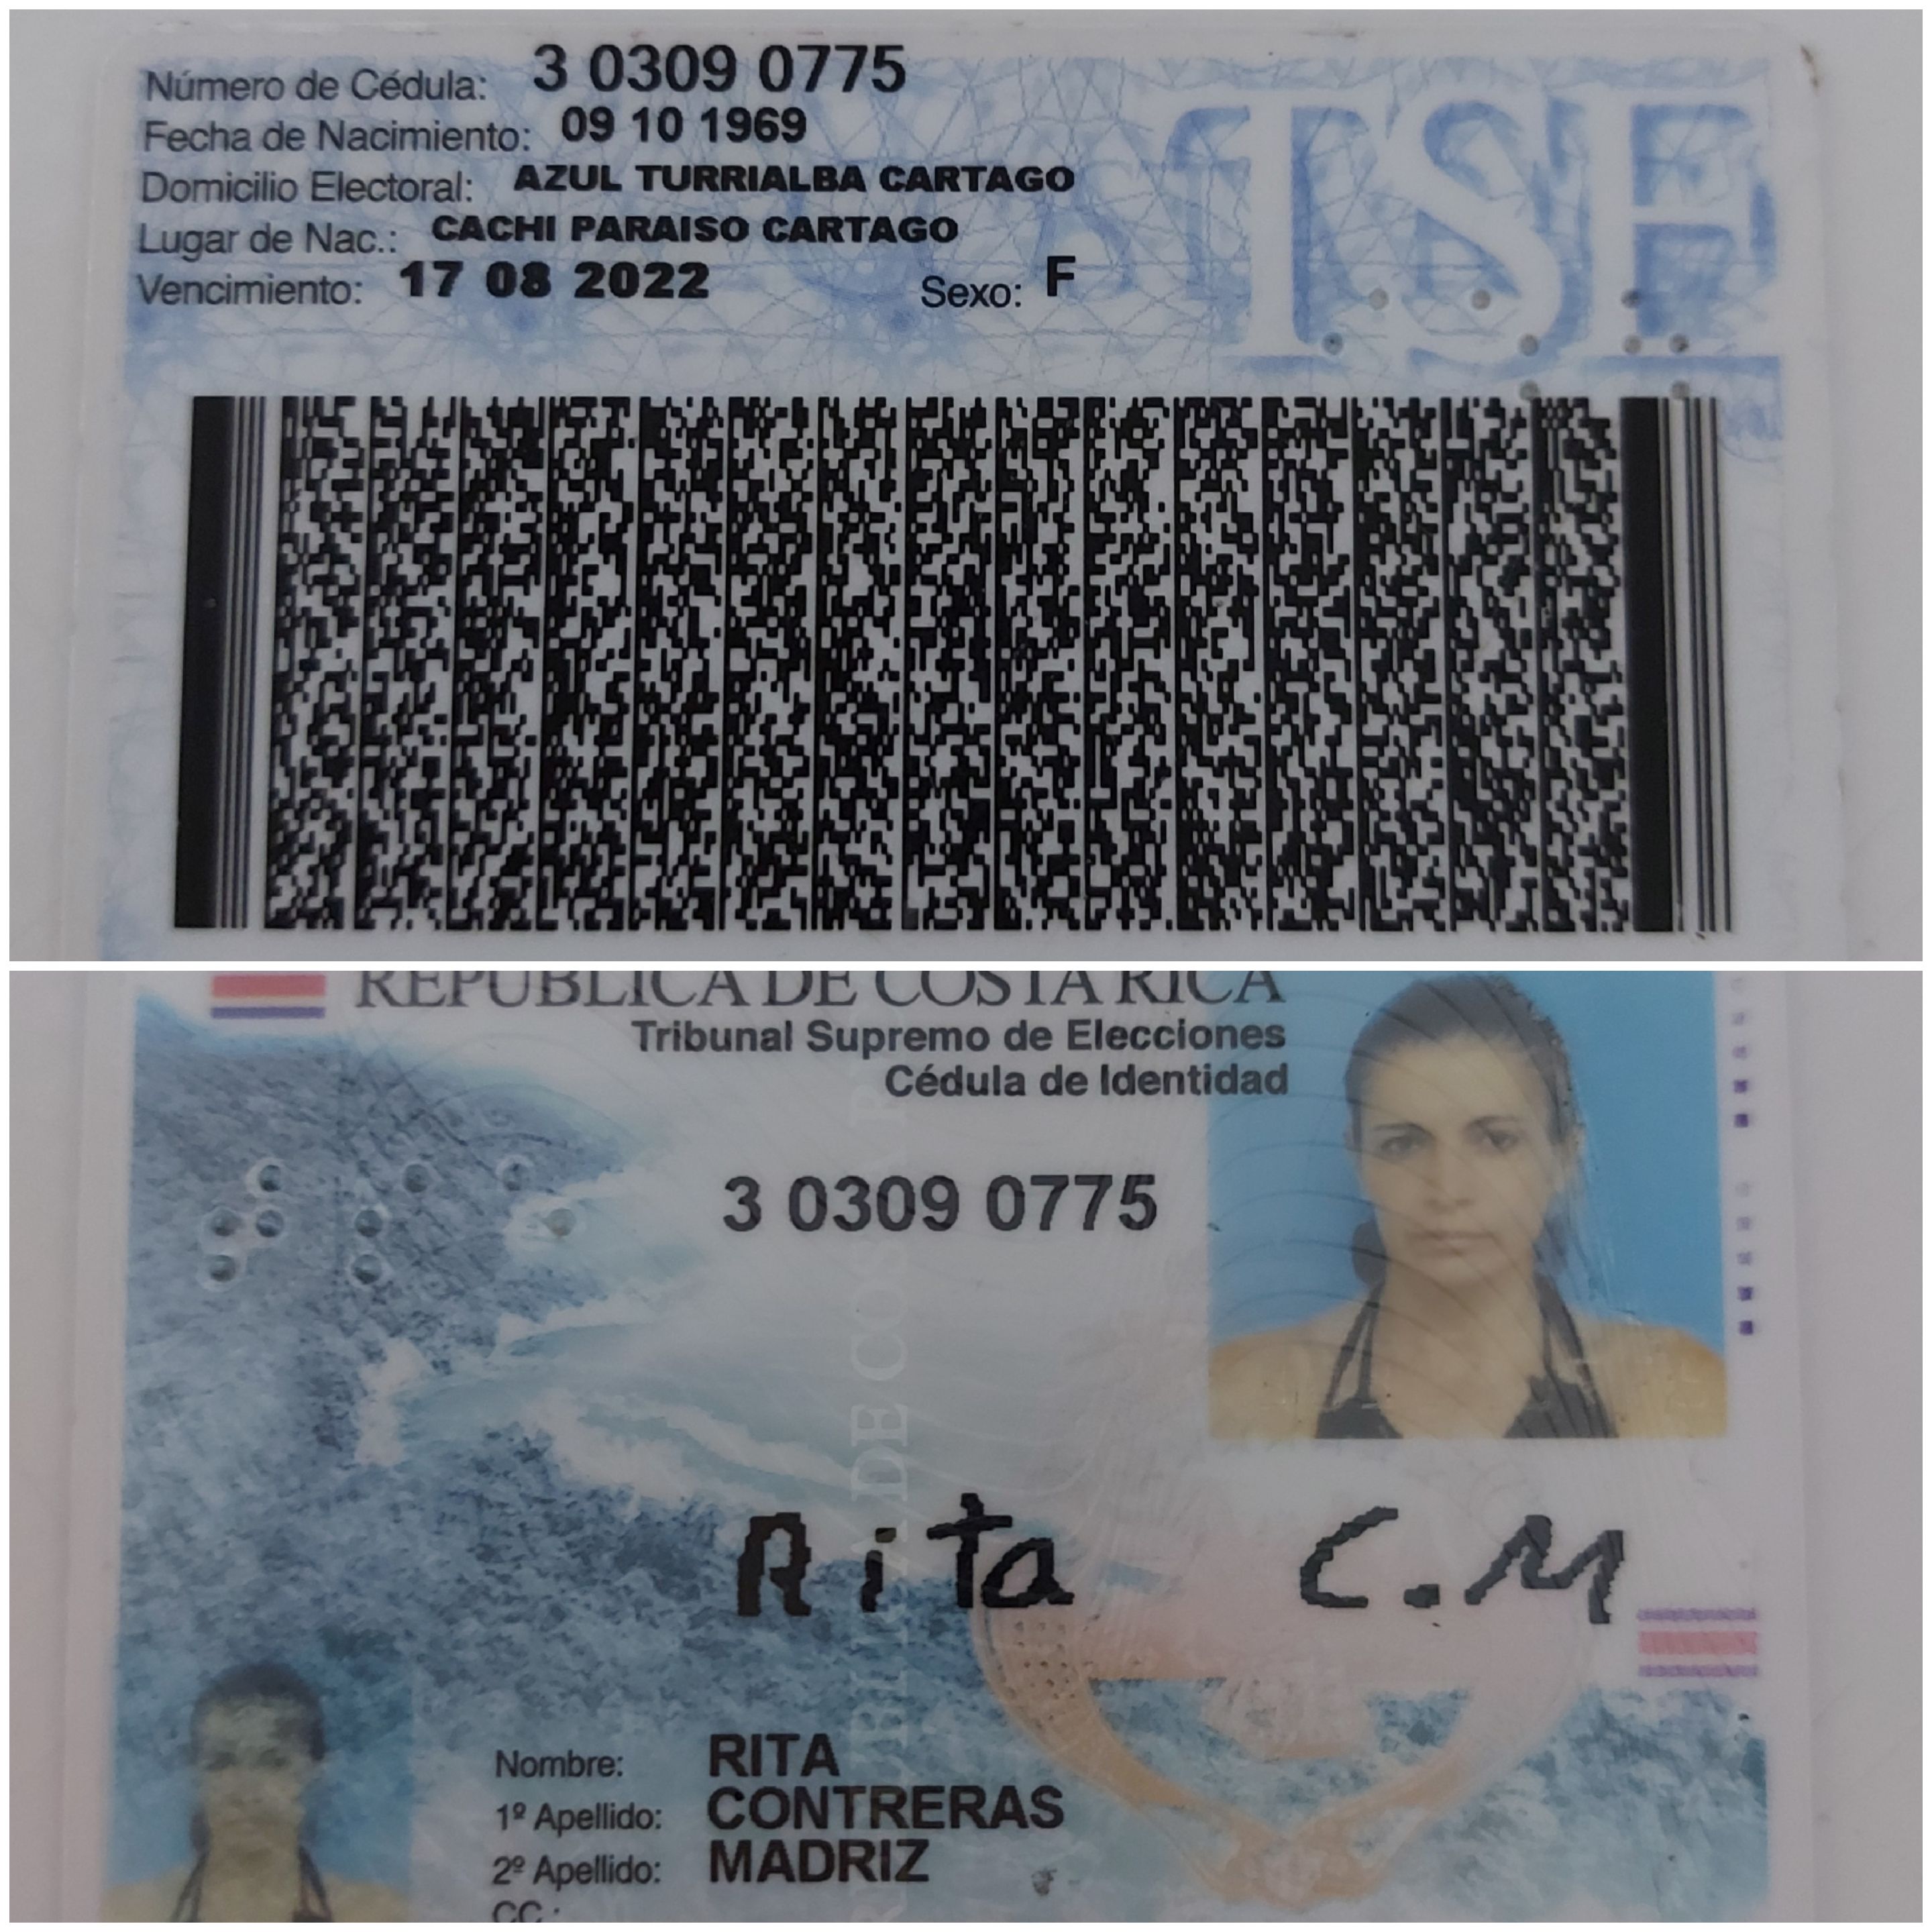 Número de Cédula: 3 0309 0775
Fecha de Nacimiento: 09 10 1969
Domicilio Electoral: AZUL TURRIALBA CARTAGO
Lugar de Nac.: CACHI PARAISO CARTAGO
Vencimiento: 17 08 2022 Sexo: F
TSE
REPUBLICA DE COSTA RICA
Tribunal Supremo de Elecciones
Cédula de Identidad
3 0309 0775
Rita C.M
Nombre: RITA
1º Apellido: CONTRERAS
2º Apellido: MADRIZ
CC.: